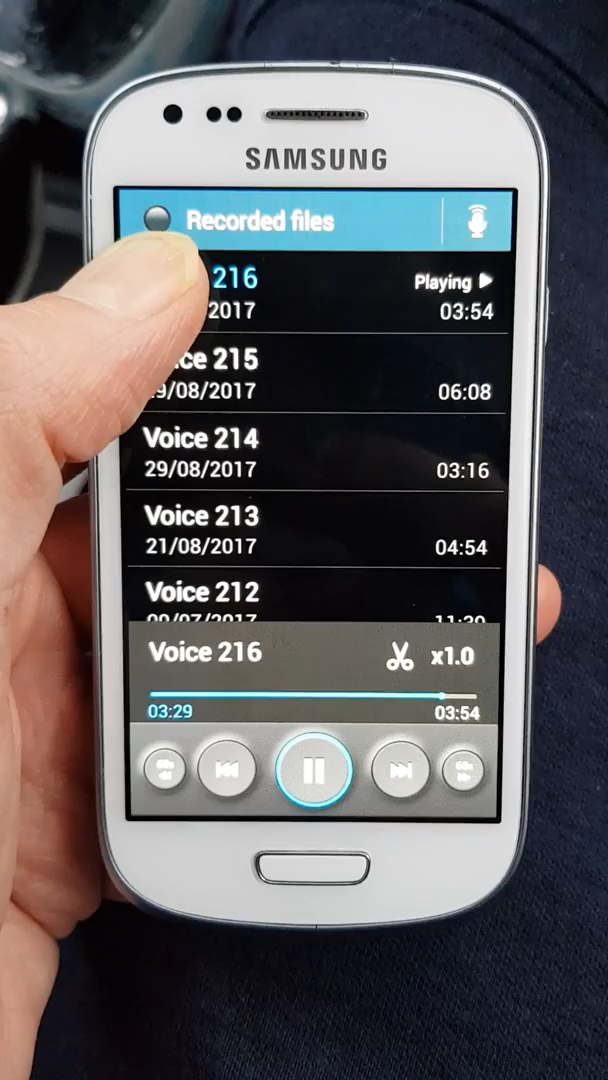 SAMSUNG
Recorded files
216
Playing
2017
03:54
Voice 215
9/08/2017
06:08
Voice 214
29/08/2017
03:16
Voice 213
21/08/2017
04:54
Voice 212
Voice 216
x1.0
03:29
03:54